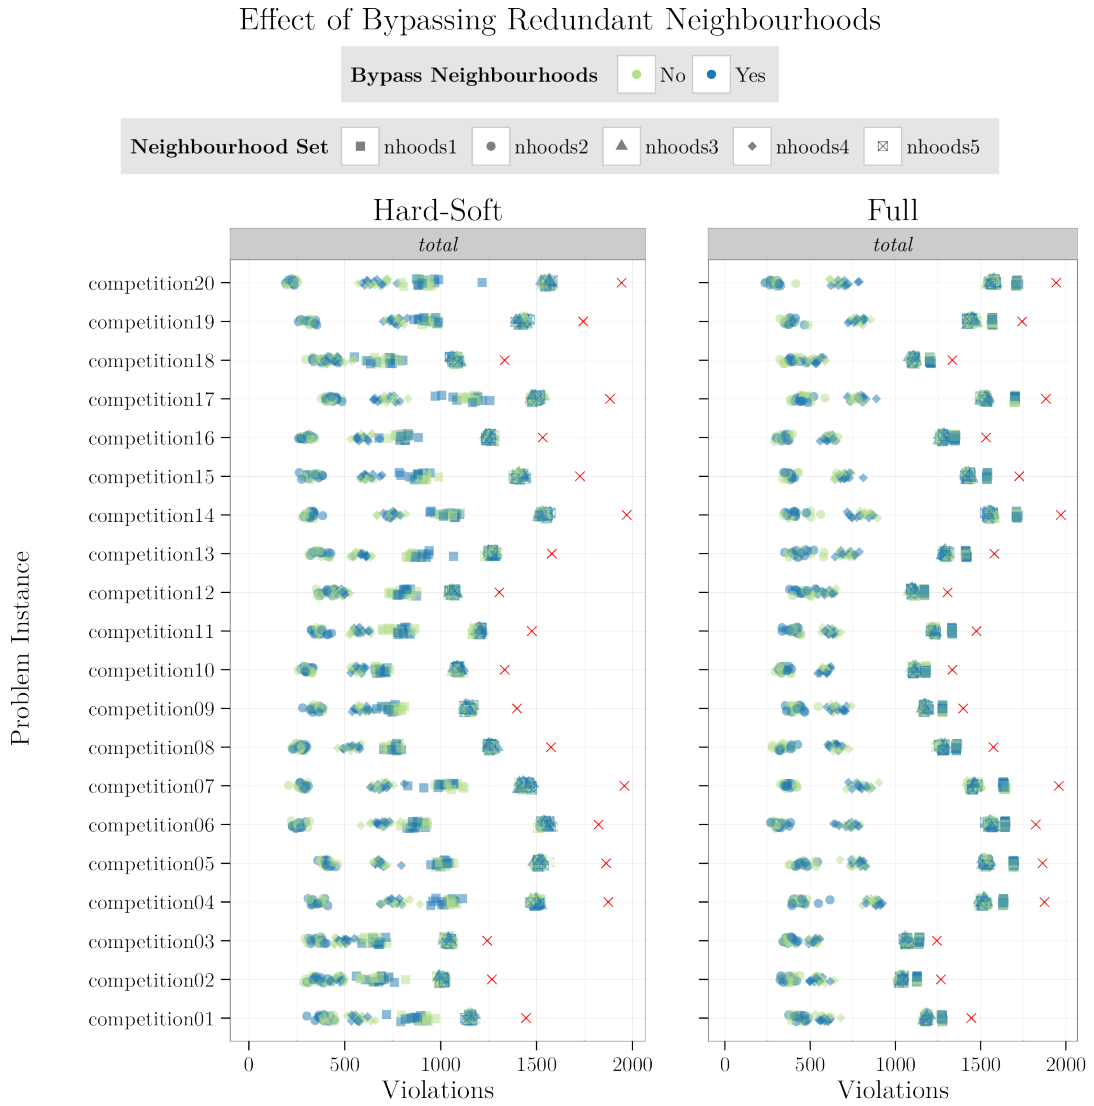 Effect of Bypassing Redundant Neighbourhoods
Bypass Neighbourhoods No Yes
Neighbourhood Set nhoods1 nhoods2 nhoods3 nhoods4 nhoods5
Hard-Soft Full
total total
competition20
competition19
competition18
competition17
competition16
competition15
competition14
competition13
competition12
competition11
competition10
competition09
competition08
competition07
competition06
competition05
competition04
competition03
competition02
competition01
Problem Instance
0 500 1000 1500 2000 0 500 1000 1500 2000
Violations Violations